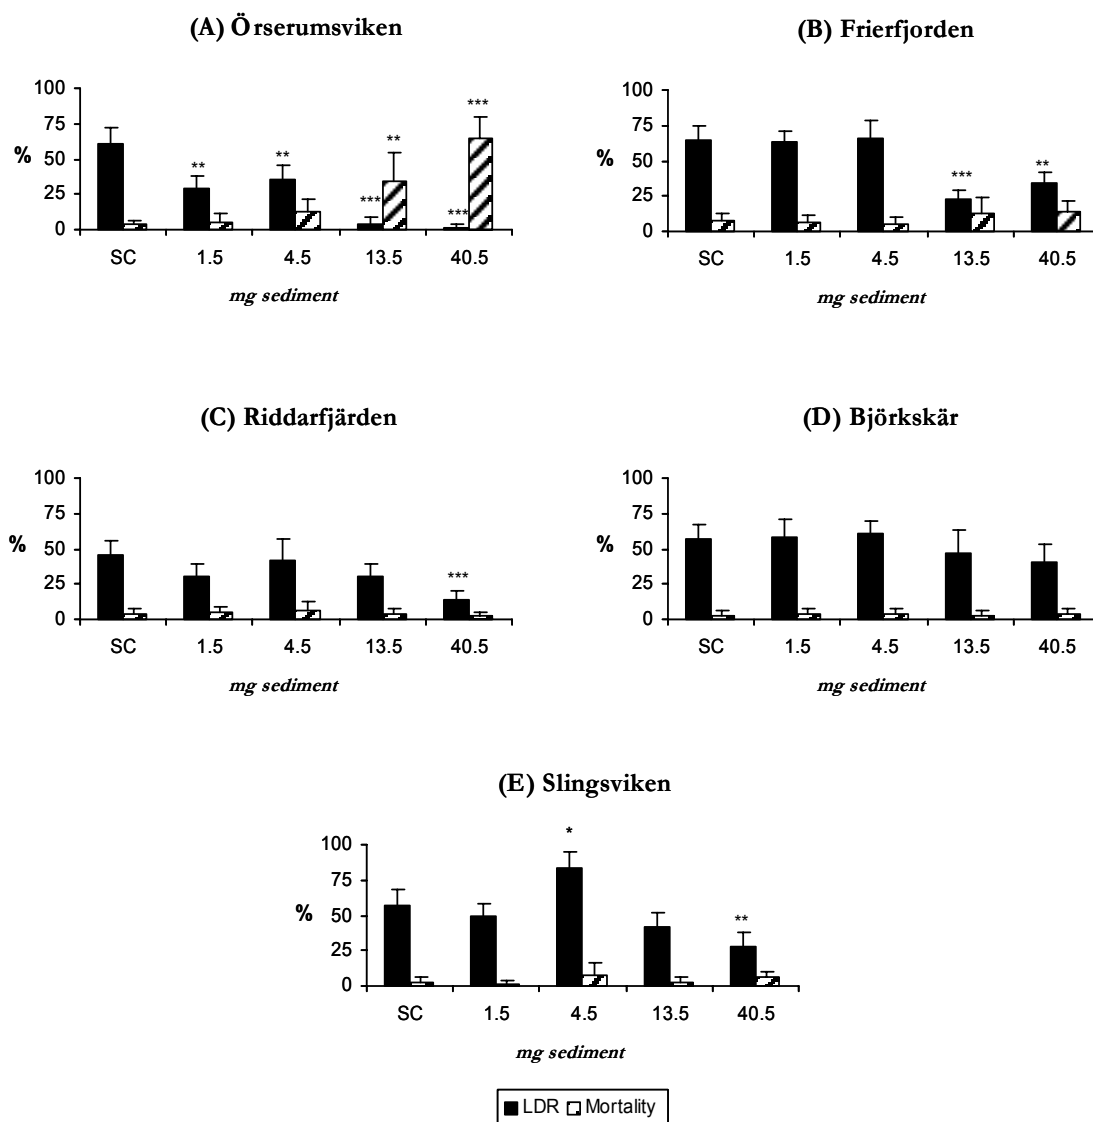 (A) Örserumsviken
100
75
50
25
0
%
** ** *** ** *** ***
SC 1.5 4.5 13.5 40.5
mg sediment
(B) Frierfjorden
100
75
50
25
0
%
*** **
SC 1.5 4.5 13.5 40.5
mg sediment
(C) Riddarfjärden
100
75
50
25
0
%
***
SC 1.5 4.5 13.5 40.5
mg sediment
(D) Björkskär
100
75
50
25
0
%
SC 1.5 4.5 13.5 40.5
mg sediment
(E) Slingsviken
100
75
50
25
0
%
* **
SC 1.5 4.5 13.5 40.5
mg sediment
LDR Mortality